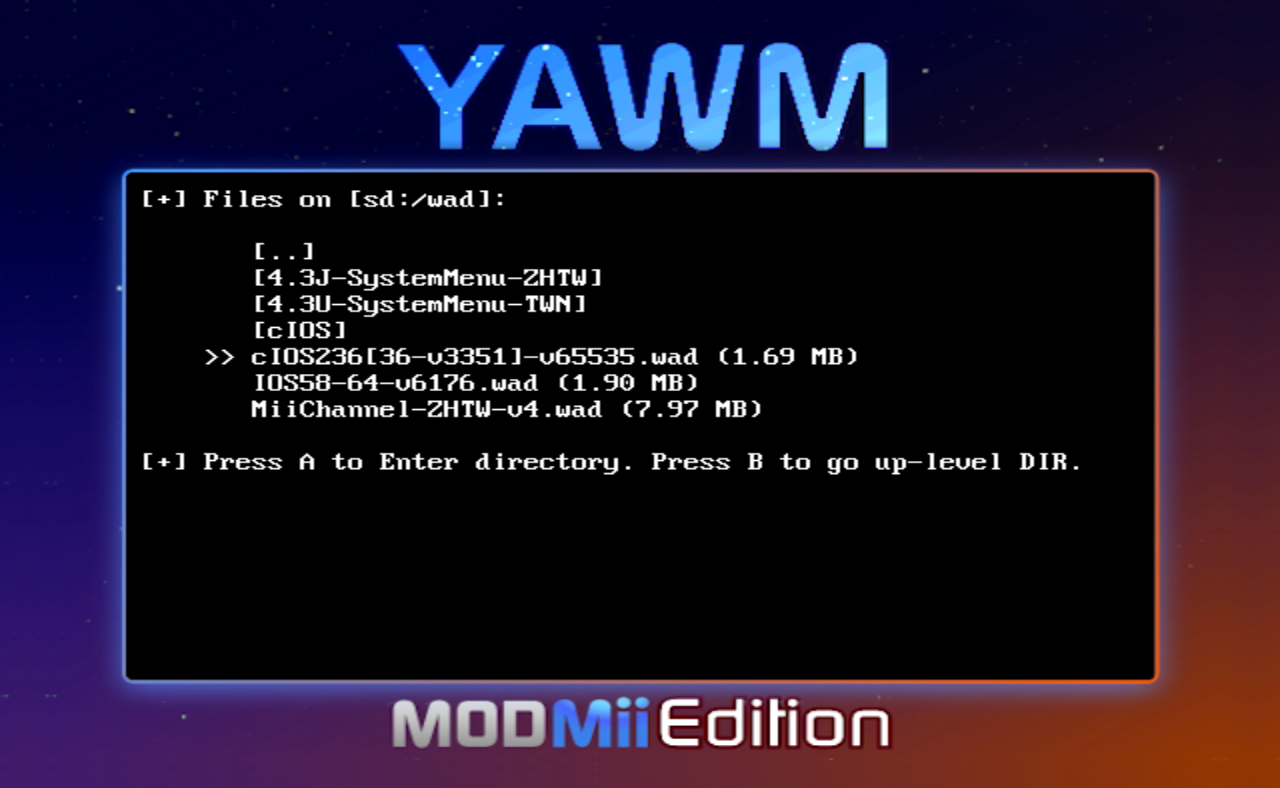 YAWM
[+] Files on [sd:/wad]:
[..]
[4.3J-SystemMenu-ZHTW]
[4.3U-SystemMenu-TWN]
[cIOS]
>> cIOS236[36-v3351]-v65535.wad (1.69 MB)
IOS58-64-v6176.wad (1.90 MB)
MiiChannel-ZHTW-v4.wad (7.97 MB)
[+] Press A to Enter directory. Press B to go up-level DIR.
MODMii Edition